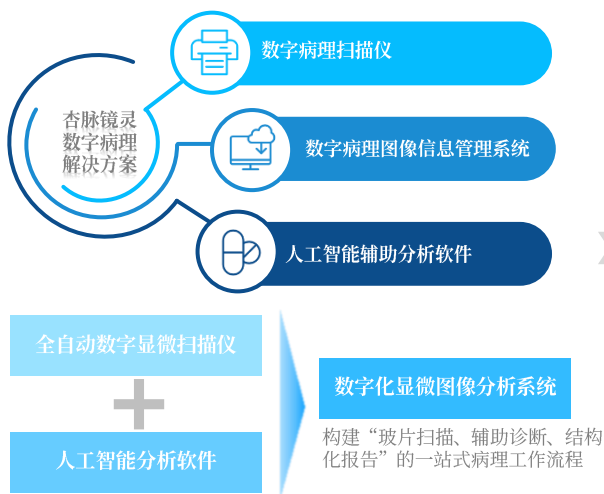 杏脉镜灵
数字病理
解决方案
数字病理扫描仪
数字病理图像信息管理系统
人工智能辅助分析软件
全自动数字显微扫描仪
人工智能分析软件
数字化显微图像分析系统
构建“玻片扫描、辅助诊断、结构
化报告”的一站式病理工作流程